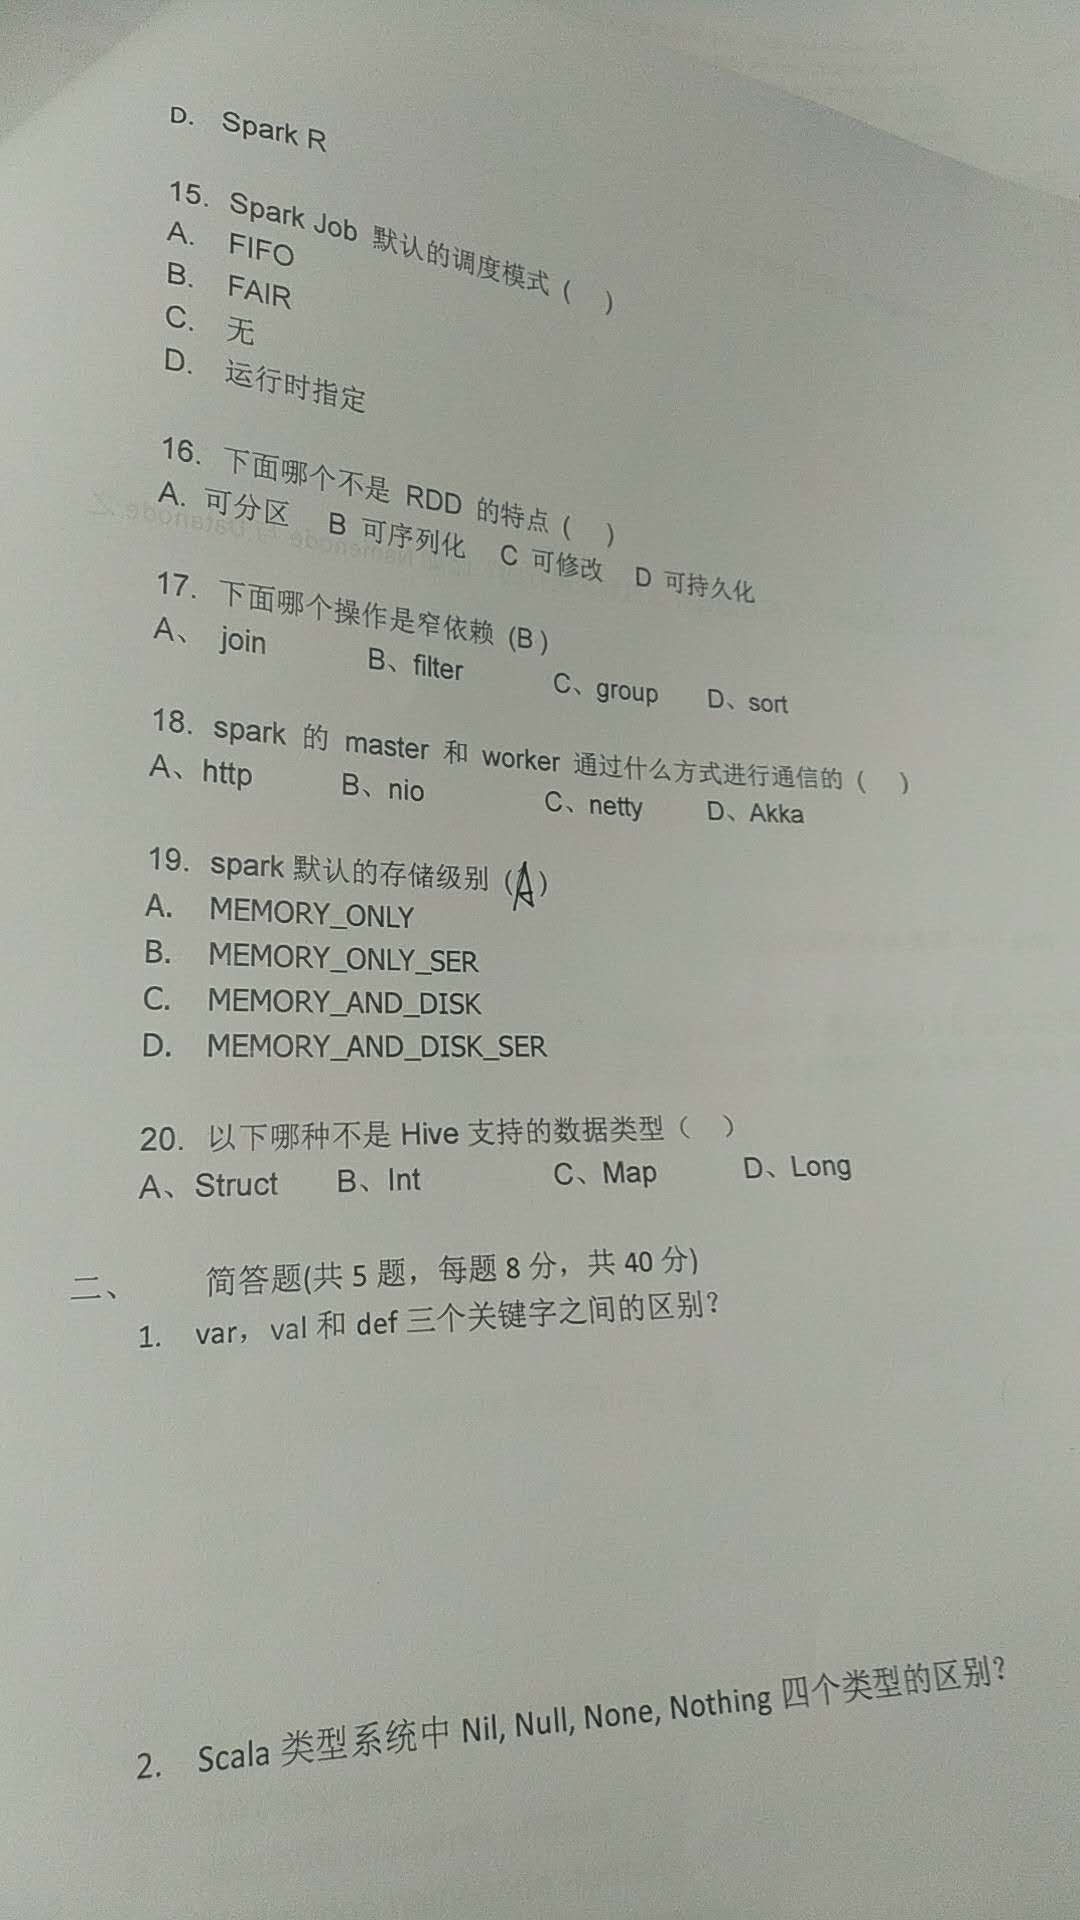 D. Spark R
15. Spark Job 默认的调度模式 ( )
A. FIFO
B. FAIR
C. 无
D. 运行时指定
16. 下面哪个不是 RDD 的特点 ( )
A. 可分区 B 可序列化 C 可修改 D 可持久化
17. 下面哪个操作是窄依赖 (B )
A、 join B、filter C、group D、sort
18. spark 的 master 和 worker 通过什么方式进行通信的 ( )
A、http B、nio C、netty D、Akka
19. spark 默认的存储级别 (A)
A. MEMORY_ONLY
B. MEMORY_ONLY_SER
C. MEMORY_AND_DISK
D. MEMORY_AND_DISK_SER
20. 以下哪种不是 Hive 支持的数据类型（ ）
A、Struct B、Int C、Map D、Long
二、 简答题(共 5 题，每题 8 分，共 40 分)
1. var，val 和 def 三个关键字之间的区别？
2. Scala 类型系统中 Nil, Null, None, Nothing 四个类型的区别？